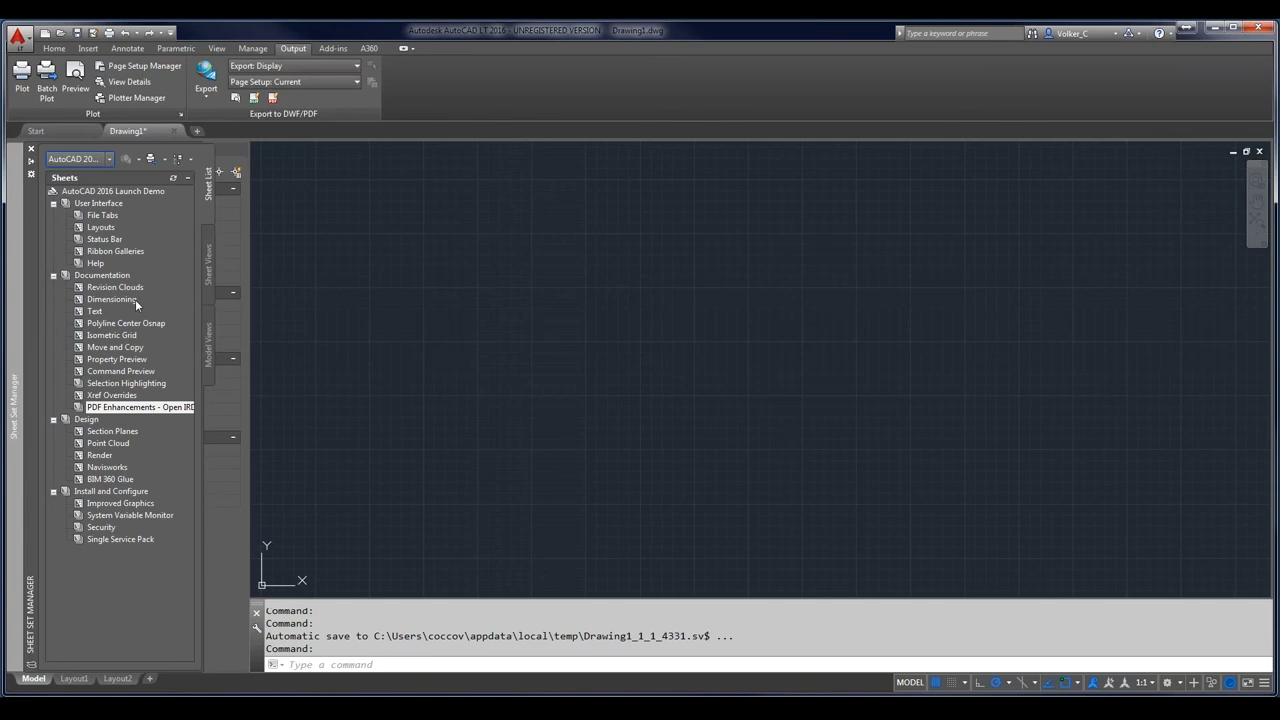 Autodesk AutoCAD LT 2016 - UNREGISTERED VERSION Drawing1.dwg
Type a keyword or phrase
Volker_C
LT
Home Insert Annotate Parametric View Manage Output Add-ins A360
Plot
Batch Plot
Preview
Page Setup Manager
View Details
Plotter Manager
Plot
Export
Export: Display
Page Setup: Current
Export to DWF/PDF
Start
Drawing1*
AutoCAD 20...
Sheets
AutoCAD 2016 Launch Demo
User Interface
File Tabs
Layouts
Status Bar
Ribbon Galleries
Help
Documentation
Revision Clouds
Dimensioning
Text
Polyline Center Osnap
Isometric Grid
Move and Copy
Property Preview
Command Preview
Selection Highlighting
Xref Overrides
PDF Enhancements - Open IRD
Design
Section Planes
Point Cloud
Render
Navisworks
BIM 360 Glue
Install and Configure
Improved Graphics
System Variable Monitor
Security
Single Service Pack
Sheet List
Sheet Views
Model Views
Sheet Set Manager
SHEET SET MANAGER
Y
X
Command:
Command:
Automatic save to C:\Users\coccov\appdata\local\temp\Drawing1_1_1_4331.sv$ ...
Command:
Type a command
Model Layout1 Layout2
MODEL
1:1